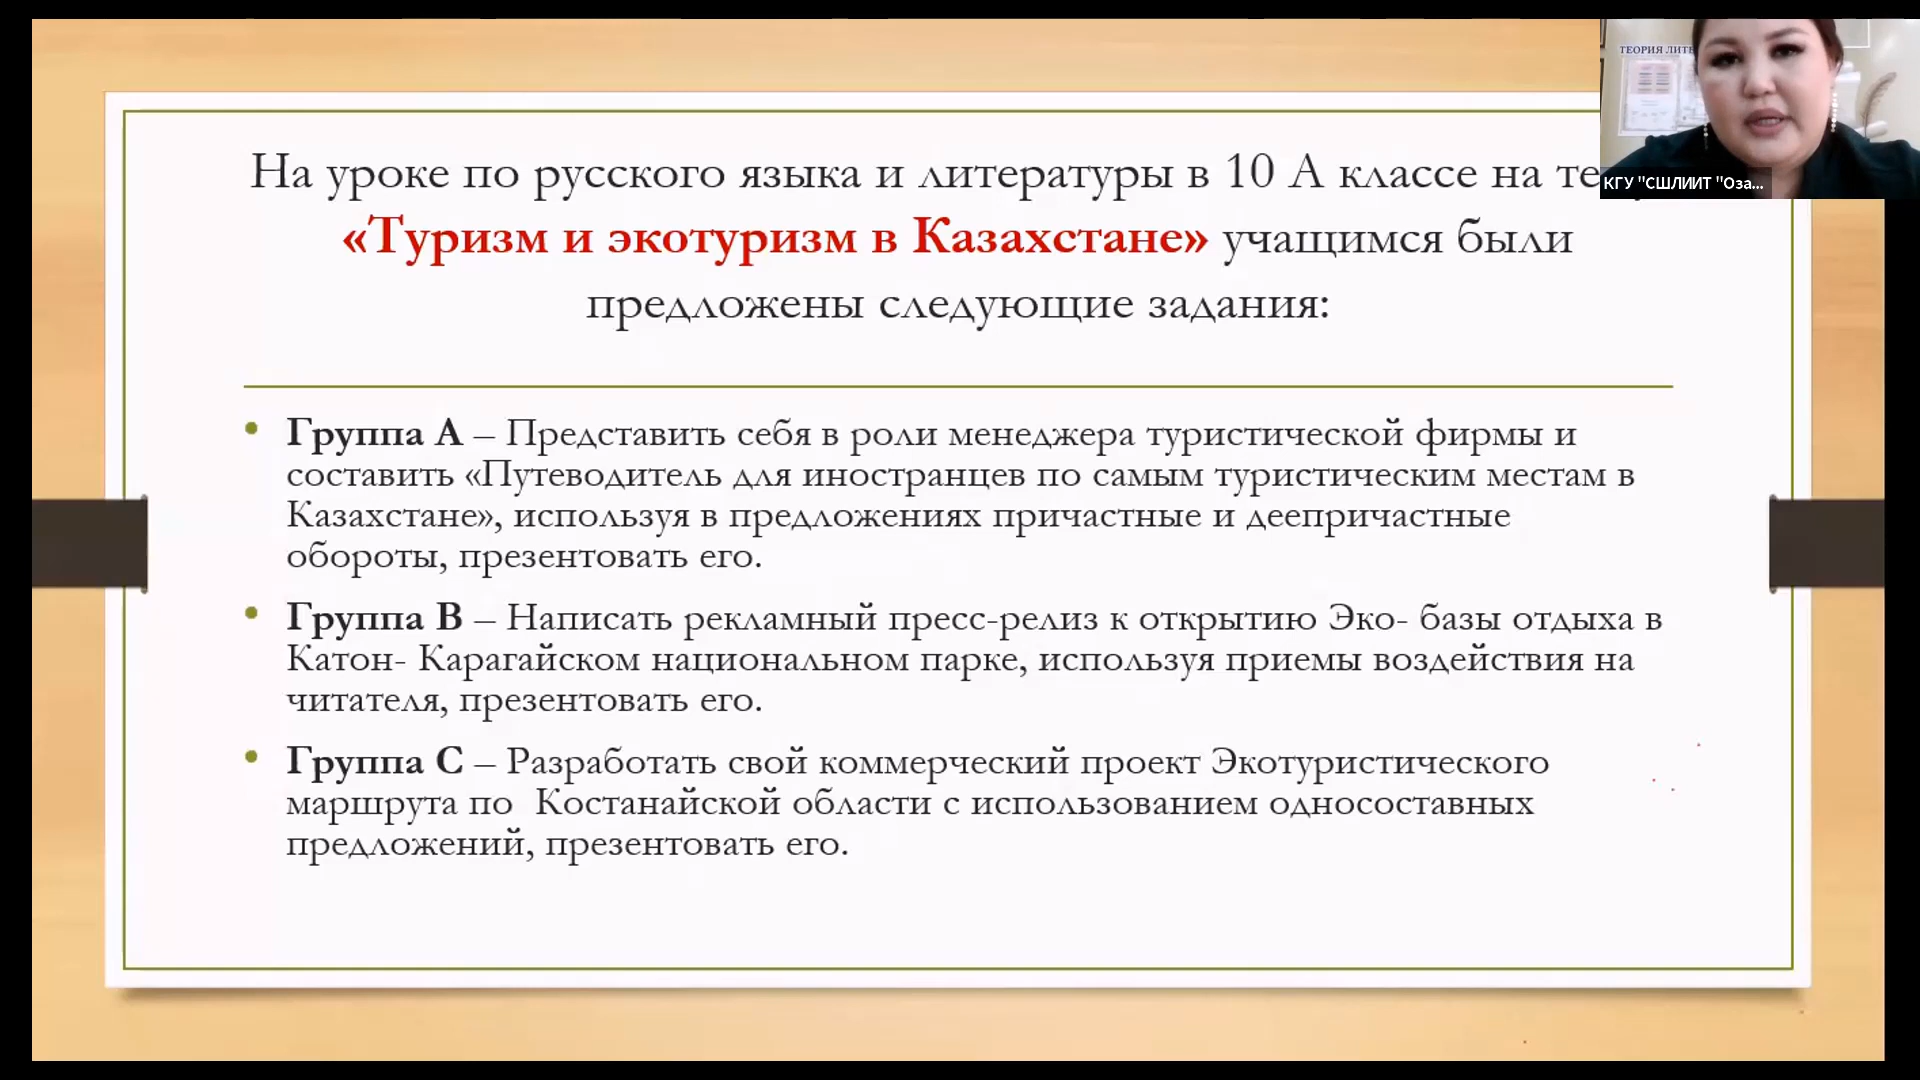 ТЕОРИЯ
На уроке по русского языка и литературы в 10 А классе на
«Туризм и экотуризм в Казахстане» учащимся были
предложены следующие задания:
КГУ "СШЛИИТ "Оза...
• Группа А – Представить себя в роли менеджера туристической фирмы и
составить «Путеводитель для иностранцев по самым туристическим местам в
Казахстане», используя в предложениях причастные и деепричастные
обороты, презентовать его.
• Группа В – Написать рекламный пресс-релиз к открытию Эко- базы отдыха в
Катон- Карагайском национальном парке, используя приемы воздействия на
читателя, презентовать его.
• Группа С – Разработать свой коммерческий проект Экотуристического
маршрута по  Костанайской области с использованием односоставных
предложений, презентовать его.